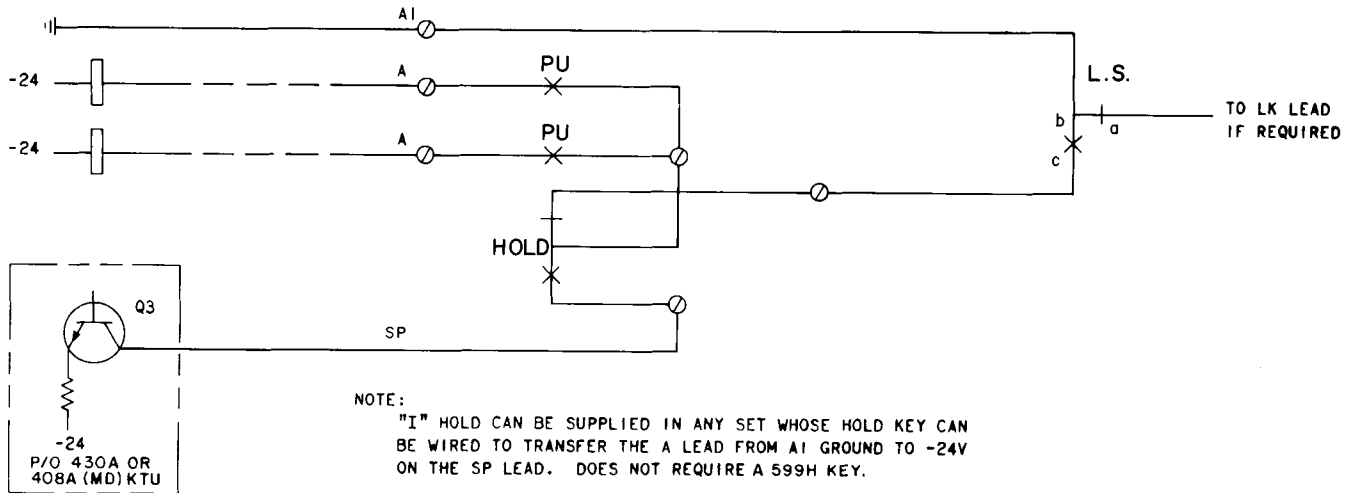 A1
-24
A
PU
L.S.
b
a
TO LK LEAD
IF REQUIRED
-24
A
PU
c
HOLD
Q3
SP
-24
P/O 430A OR
408A (MD) KTU
NOTE:
"I" HOLD CAN BE SUPPLIED IN ANY SET WHOSE HOLD KEY CAN
BE WIRED TO TRANSFER THE A LEAD FROM A1 GROUND TO -24V
ON THE SP LEAD. DOES NOT REQUIRE A 599H KEY.